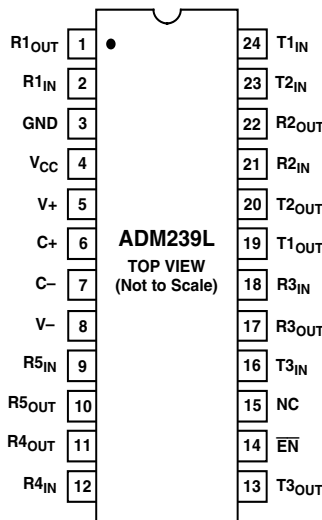 R1OUT 1 24 T1IN
R1IN 2 23 T2IN
GND 3 22 R2OUT
VCC 4 21 R2IN
V+ 5 20 T2OUT
C+ 6 ADM239L 19 T1OUT
TOP VIEW
C– 7 (Not to Scale) 18 R3IN
V– 8 17 R3OUT
R5IN 9 16 T3IN
R5OUT 10 15 NC
R4OUT 11 14 E̅N̅
R4IN 12 13 T3OUT